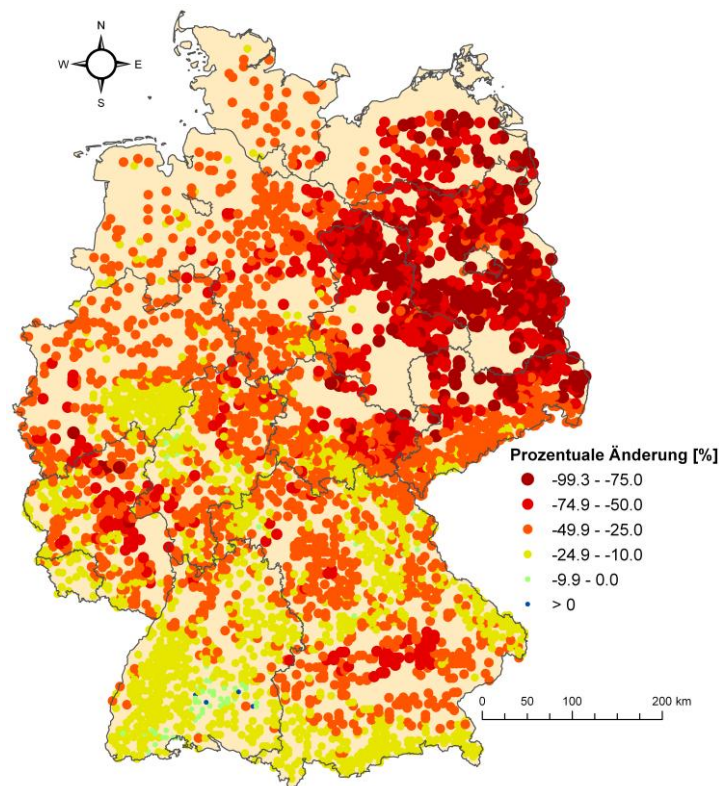 N
W E
S
Prozentuale Änderung [%]
-99.3 - -75.0
-74.9 - -50.0
-49.9 - -25.0
-24.9 - -10.0
-9.9 - 0.0
> 0
0 50 100 200 km